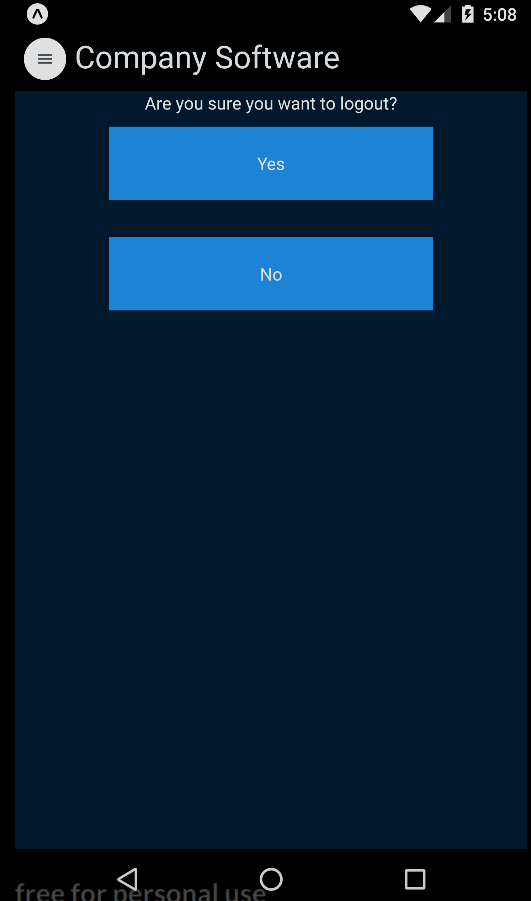 5:08
Company Software
Are you sure you want to logout?
Yes
No
free for personal use